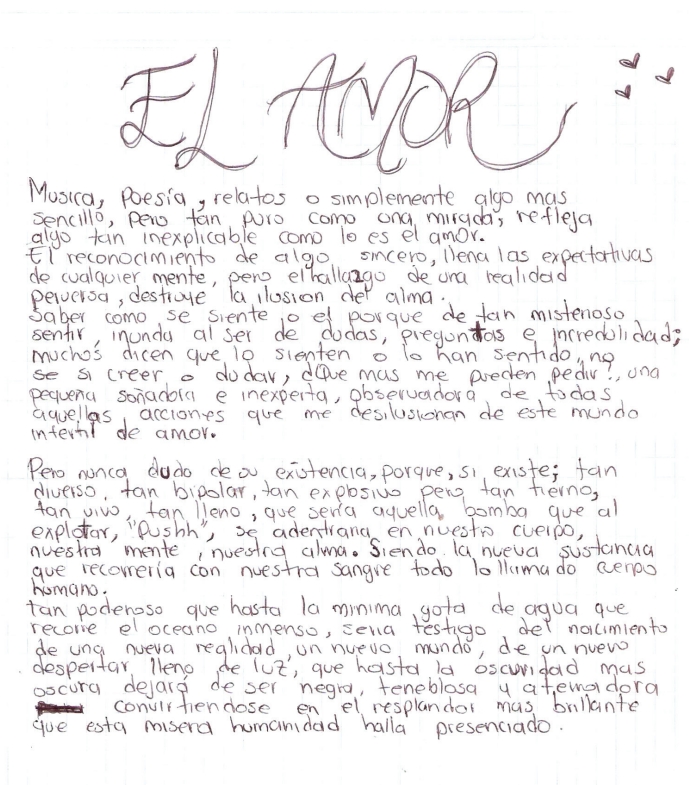 EL AMOR
Musica, Poesía, relatos o simplemente algo mas
sencillo, pero tan puro como una mirada, refleja
algo tan inexplicable como lo es el amor.
El reconocimiento de algo sincero, llena las expectativas
de cualquier mente, pero el hallazgo de una realidad
perversa, destruye la ilusion del alma.
Saber como se siente o el porque de tan misterioso
sentir, inunda al ser de dudas, preguntas e incredulidad;
muchos dicen que lo sienten o lo han sentido, no
se si creer o dudar, ¿Que mas me pueden pedir?, una
pequeña soñadora e inexperta, observadora de todas
aquellas acciones que me desilusionan de este mundo
infertil de amor.
Pero nunca dudo de su existencia, porque, si existe; tan
diverso, tan bipolar, tan explosivo pero tan tierno,
tan vivo, tan lleno, que sería aquella bomba que al
explotar, "Pushh", se adentraria en nuestro cuerpo,
nuestra mente, nuestra alma. Siendo la nueva sustancia
que recorrería con nuestra sangre todo lo llamado cuerpo
humano.
tan poderoso que hasta la minima gota de agua que
recorre el oceano inmenso, seria testigo del nacimiento
de una nueva realidad, un nuevo mundo, de un nuevo
despertar lleno de luz, que hasta la oscuridad mas
oscura dejará de ser negra, teneblosa y atemoradora
convirtiendose en el resplandor mas brillante
que esta misera humanidad halla presenciado.